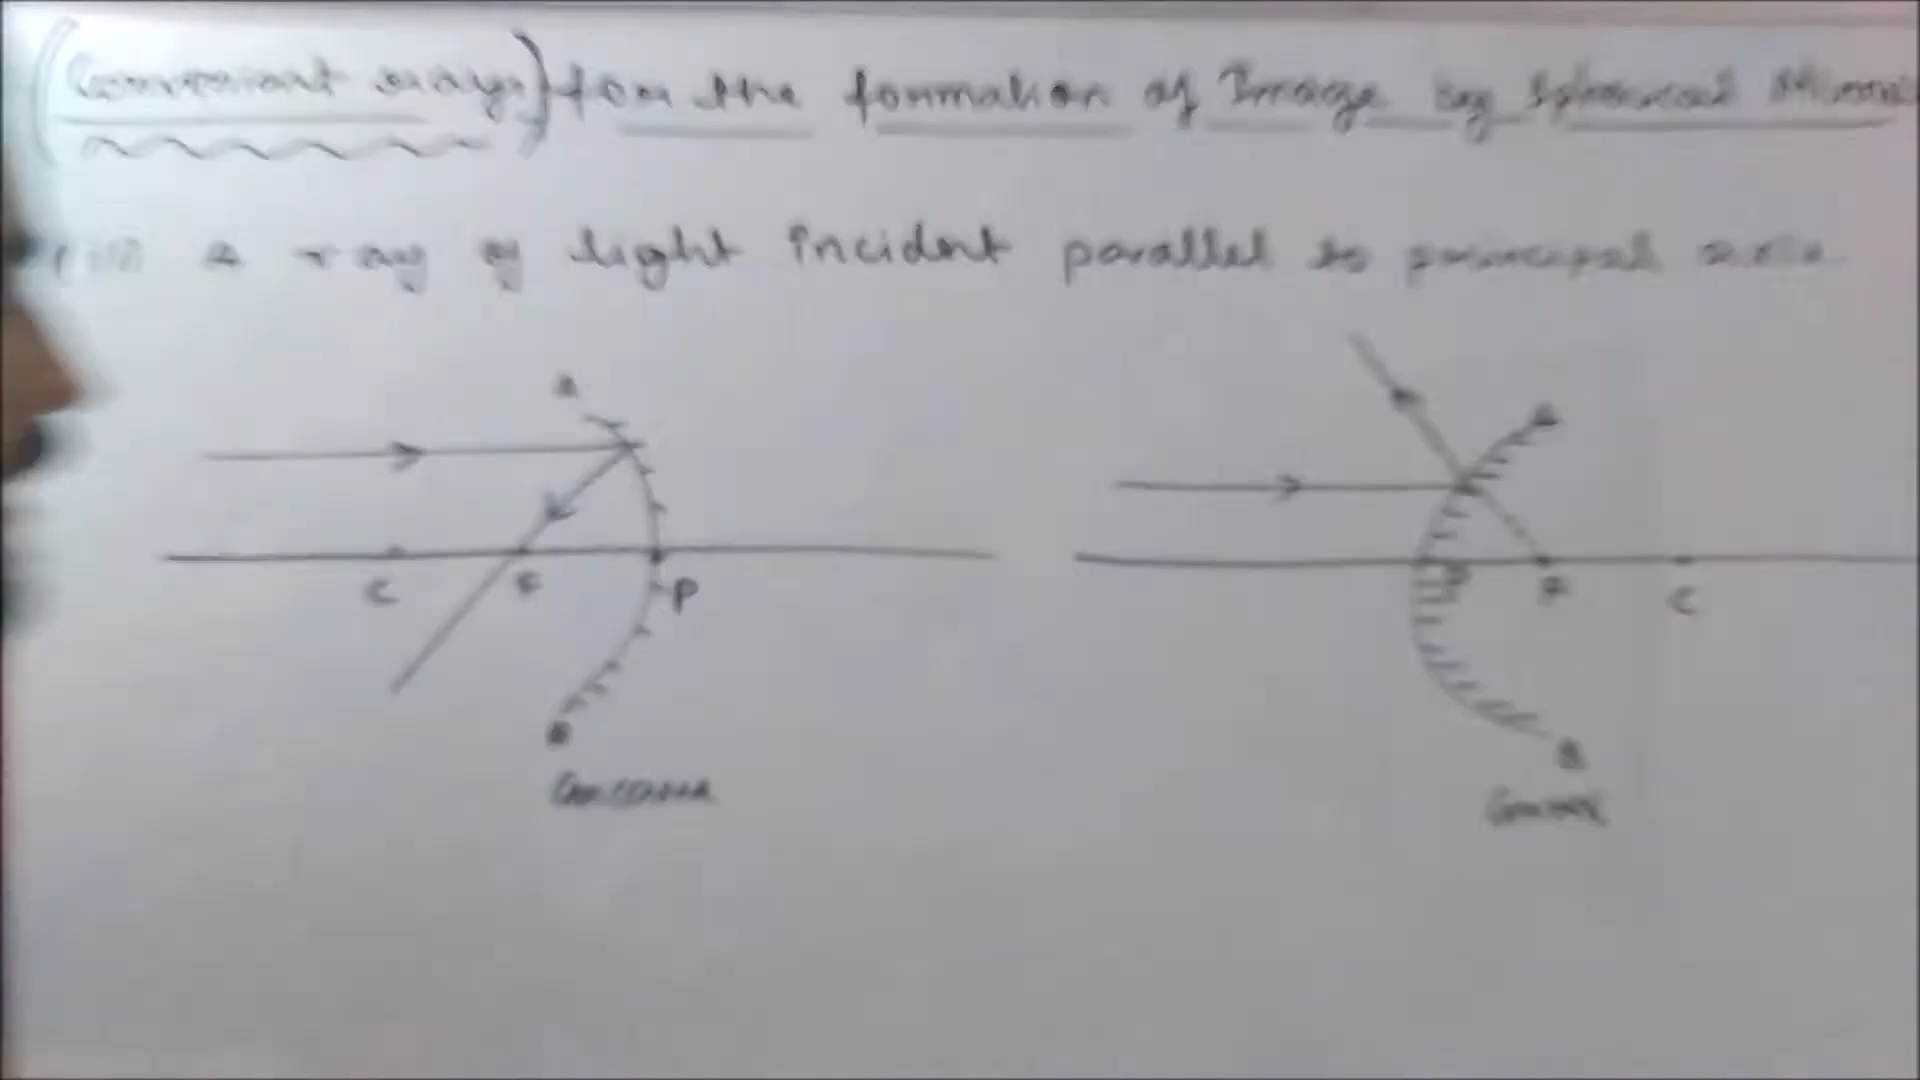 (Convenient rays) for the formation of Image by Spherical
A ray of light incident parallel to principal axis.
A
A
C F P
P F C
B
B
Concave
Convex